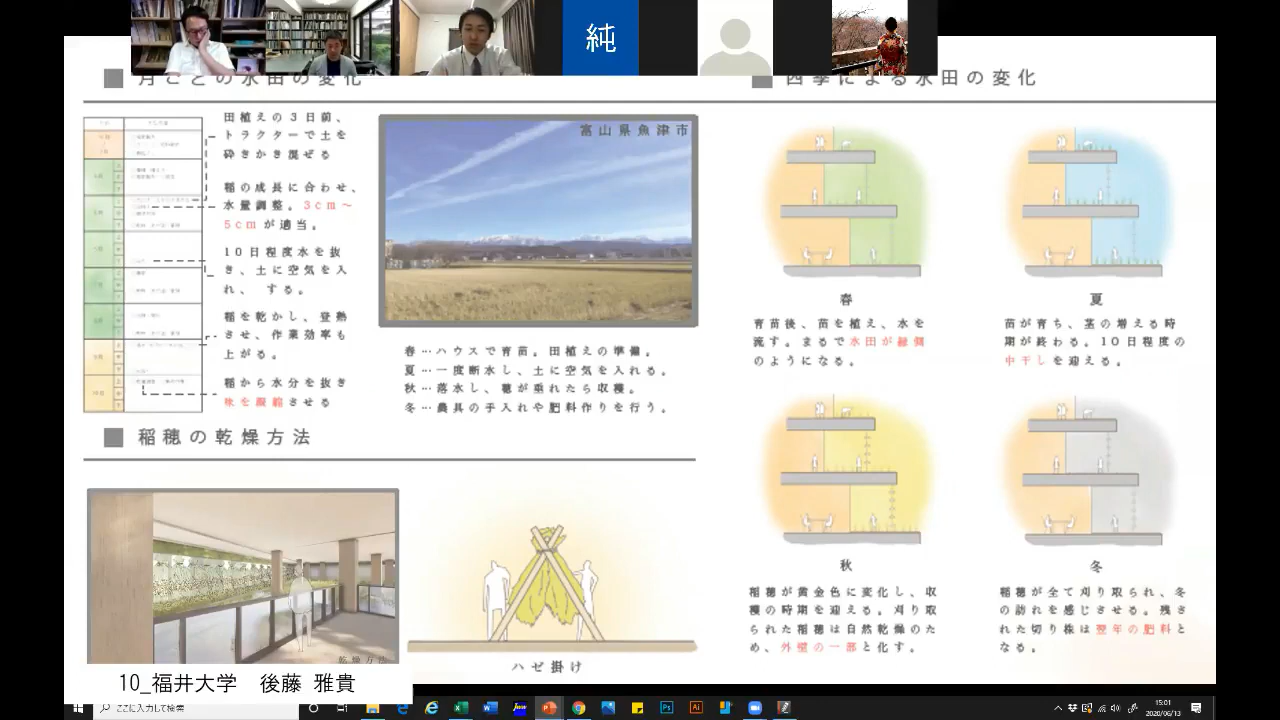 純
月ごとの水田の変化
田植えの３日前、
トラクターで土を
砕きかき混ぜる
稲の成長に合わせ、
水量調整。3cm～
5cmが適当。
10日程度水を抜
き、土に空気を入
れ、 する。
稲を乾かし、登熟
させ、作業効率も
上がる。
稲から水分を抜き
味を凝縮させる
富山県魚津市
春…ハウスで育苗。田植えの準備。
夏…一度断水し、土に空気を入れる。
秋…落水し、穂が垂れたら収穫。
冬…農具の手入れや肥料作りを行う。
稲穂の乾燥方法
乾燥方法
ハゼ掛け
四季による水田の変化
春
育苗後、苗を植え、水を
流す。まるで水田が縁側
のようになる。
夏
苗が育ち、茎の増える時
期が終わる。10日程度の
中干しを迎える。
秋
稲穂が黄金色に変化し、収
穫の時期を迎える。刈り取
られた稲穂は自然乾燥のた
め、外壁の一部と化す。
冬
稲穂が全て刈り取られ、冬
の訪れを感じさせる。残さ
れた切り株は翌年の肥料と
なる。
10_福井大学 後藤 雅貴
ここに入力して検索
15:01
2020/06/13